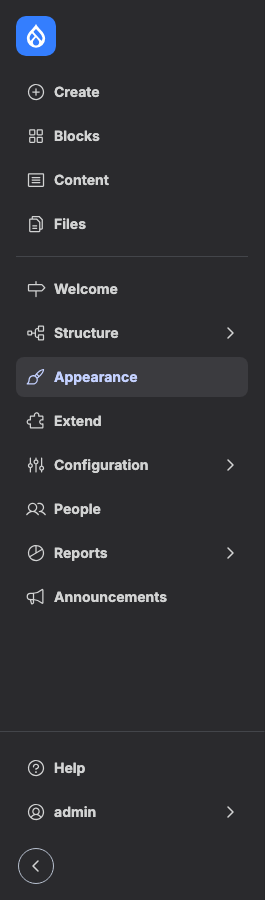 Create
Blocks
Content
Files
Welcome
Structure
Appearance
Extend
Configuration
People
Reports
Announcements
Help
admin